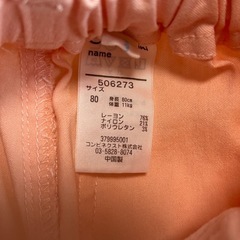 name
506273
サイズ
80 身長 80cm
体重 11kg
レーヨン 76%
ナイロン 21%
ポリウレタン 3%
379995001
コンビネクスト株式会社
03-5828-8074
中国製